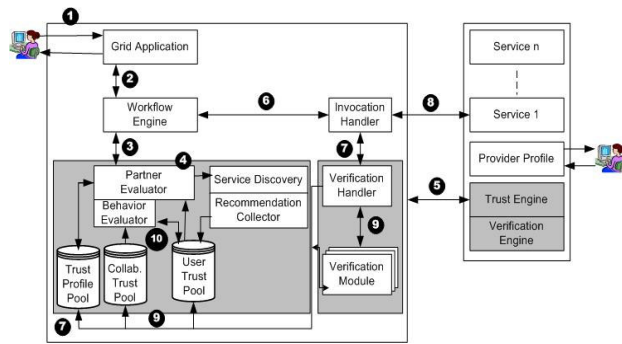 1
Grid Application
Service n
2
Workflow
Engine
6
Invocation
Handler
8
Service 1
3
7
4
Partner
Evaluator
Service Discovery
Verification
Handler
Provider Profile
5
Behavior
Evaluator
Recommendation
Collector
Trust Engine
10
9
Verification
Engine
Trust
Profile
Pool
Collab.
Trust
Pool
User
Trust
Pool
Verification
Module
7
9